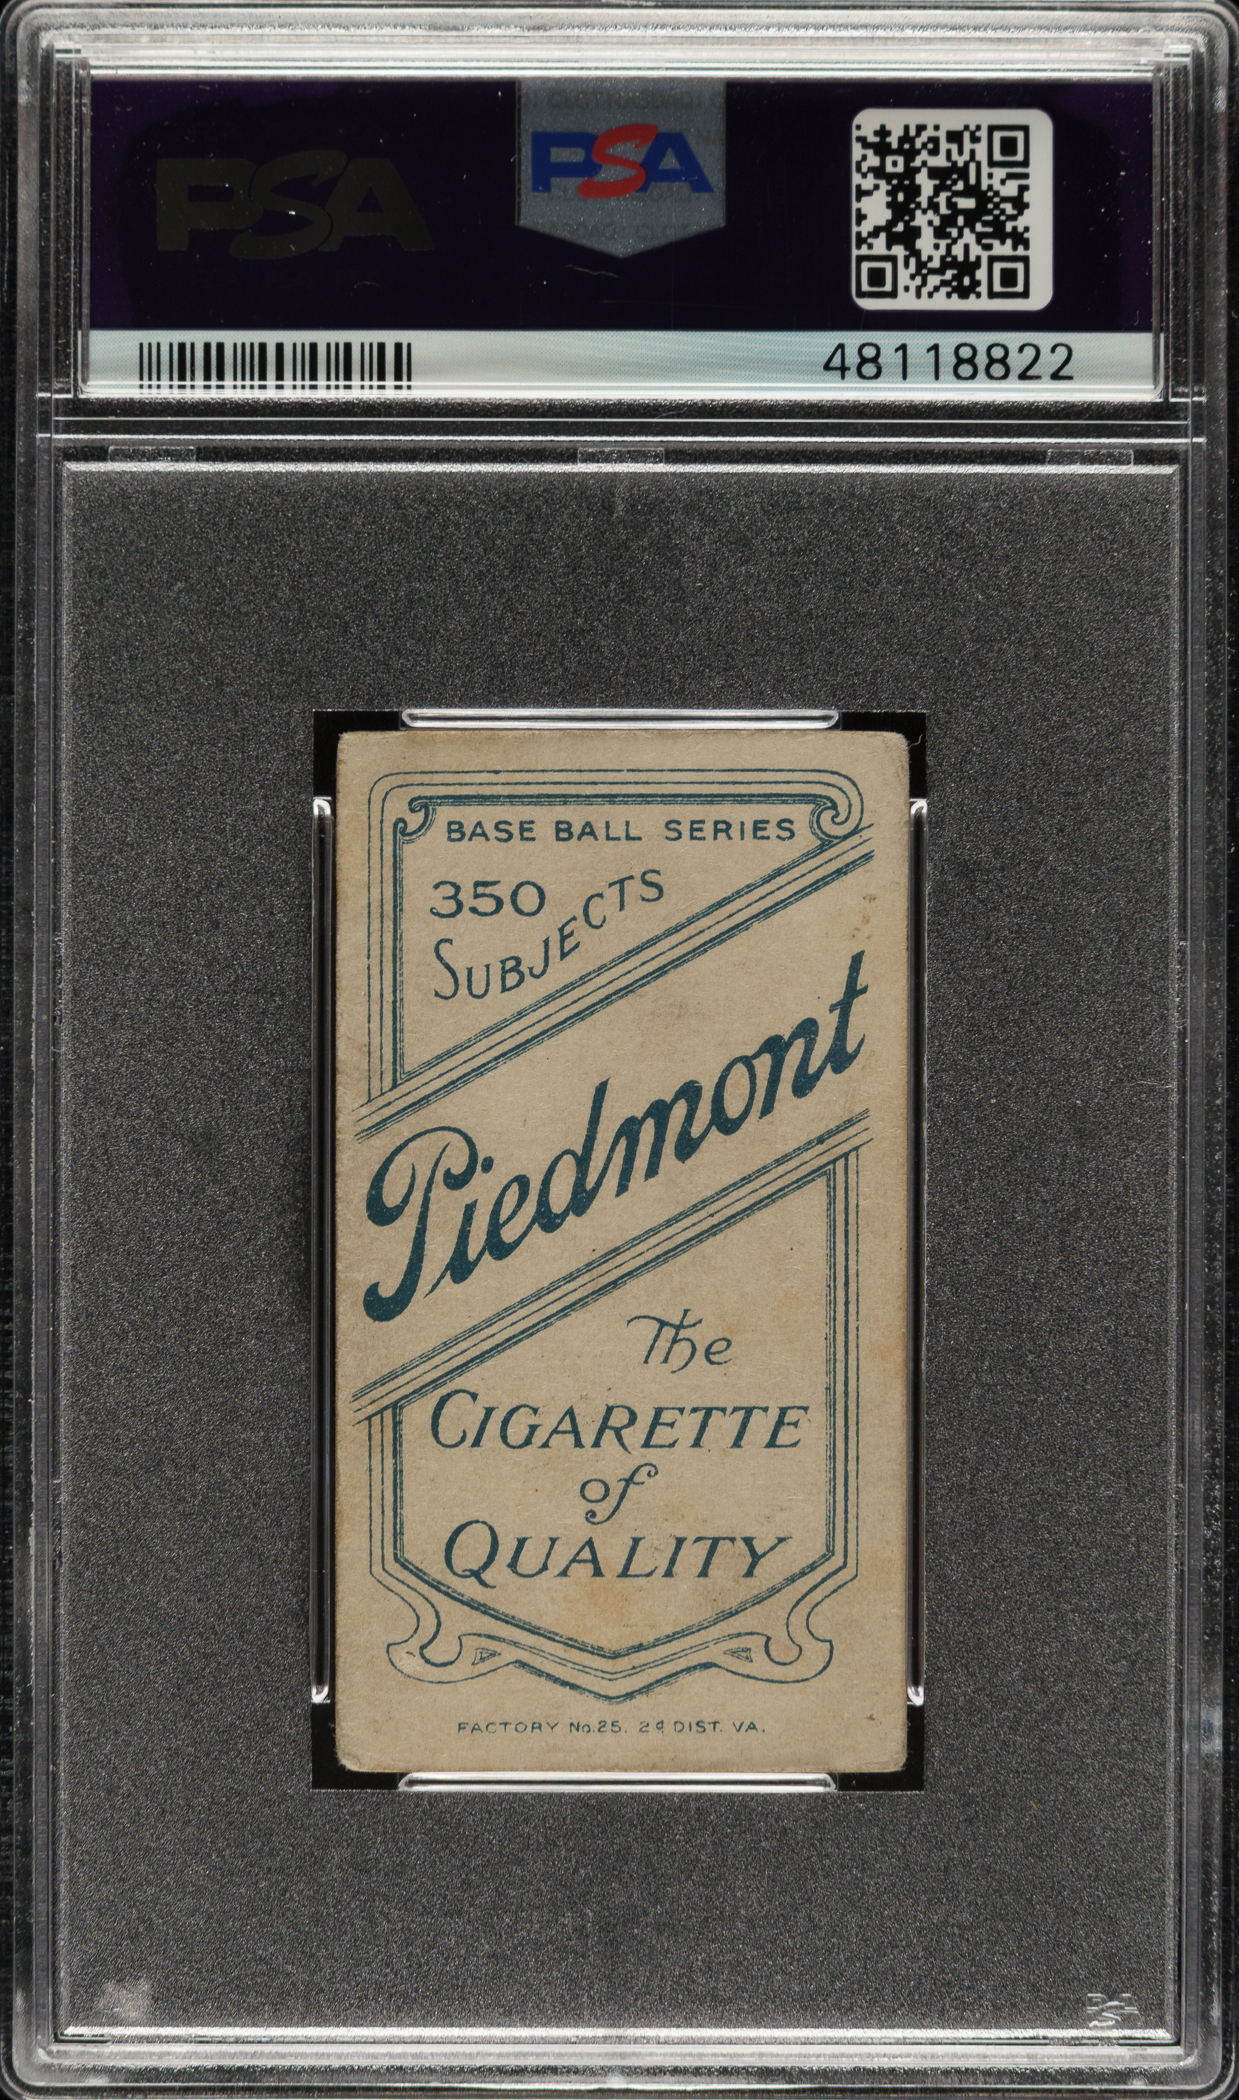 PSA
PSA
48118822
BASE BALL SERIES
350
SUBJECTS
Piedmont
The
CIGARETTE
of
QUALITY
FACTORY No. 25. 2d DIST. VA.
PSA